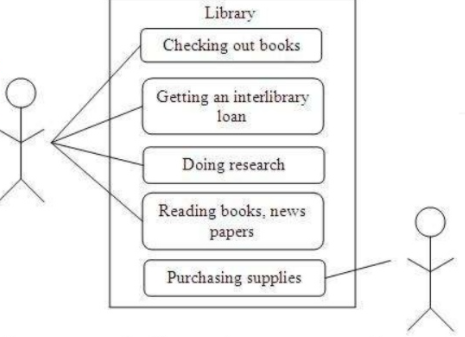 Library
Checking out books
Getting an interlibrary
loan
Doing research
Reading books, news
papers
Purchasing supplies